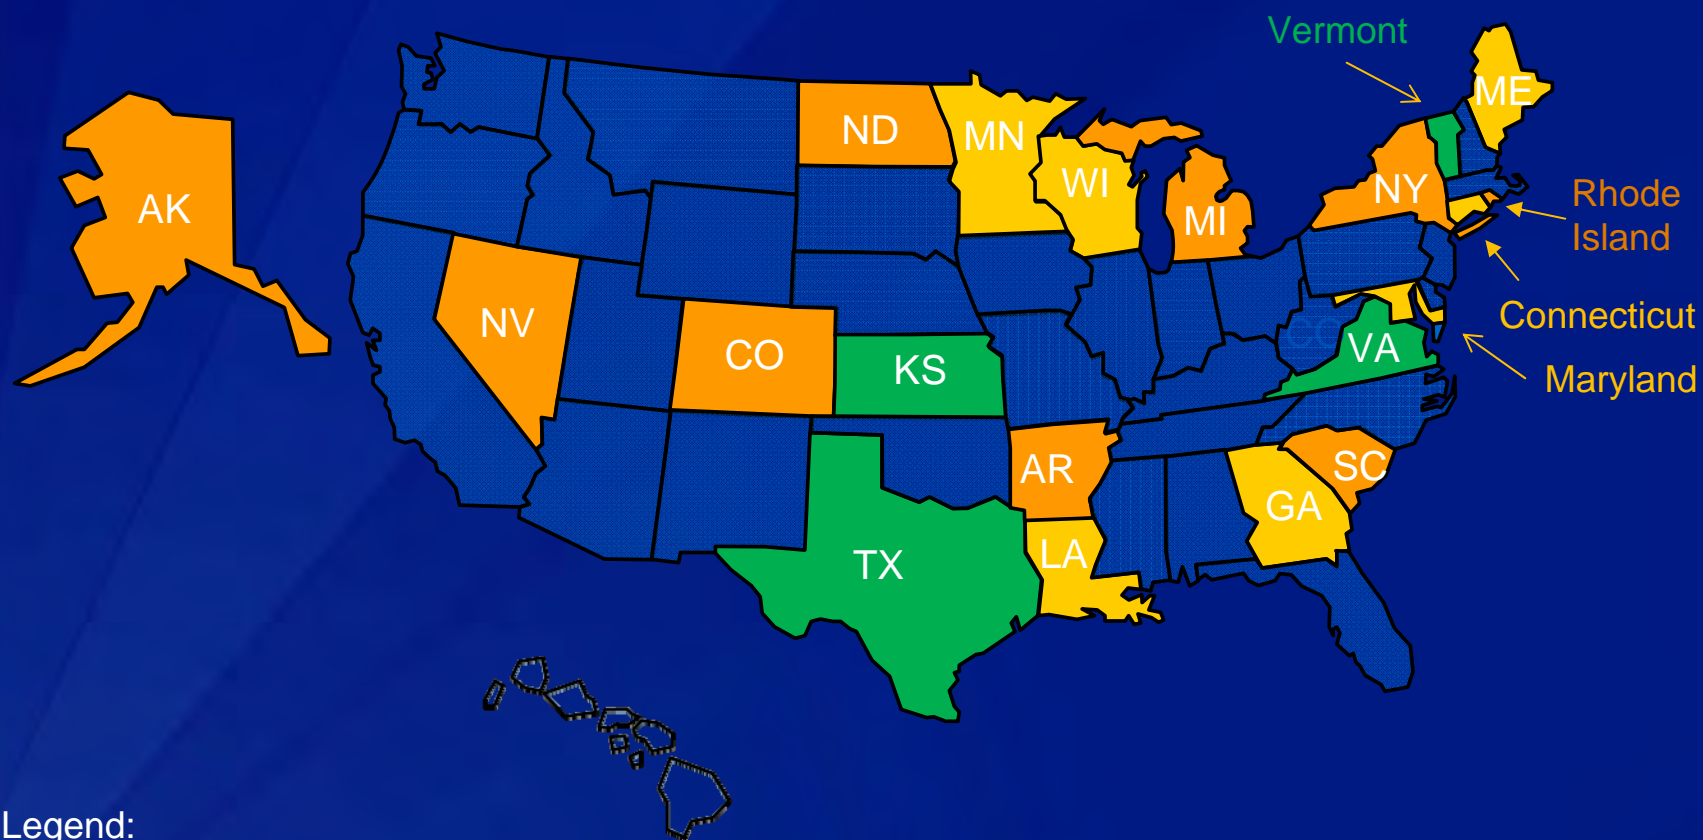 Vermont
ME
ND
MN
WI
AK
NY
MI
Rhode
Island
NV
CO
KS
CC
VA
Connecticut
Maryland
AR
SC
GA
LA
TX
Legend: